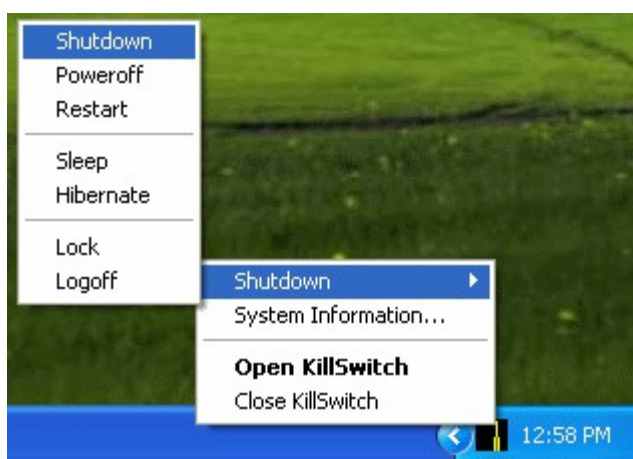 Shutdown
Poweroff
Restart
Sleep
Hibernate
Lock
Logoff
Shutdown
System Information...
Open KillSwitch
Close KillSwitch
12:58 PM